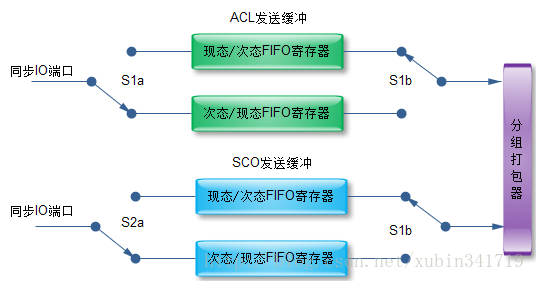 ACL发送缓冲
现态/次态FIFO寄存器
同步IO端口
S1a
S1b
次态/现态FIFO寄存器
分组打包器
SCO发送缓冲
现态/次态FIFO寄存器
同步IO端口
S2a
S1b
次态/现态FIFO寄存器